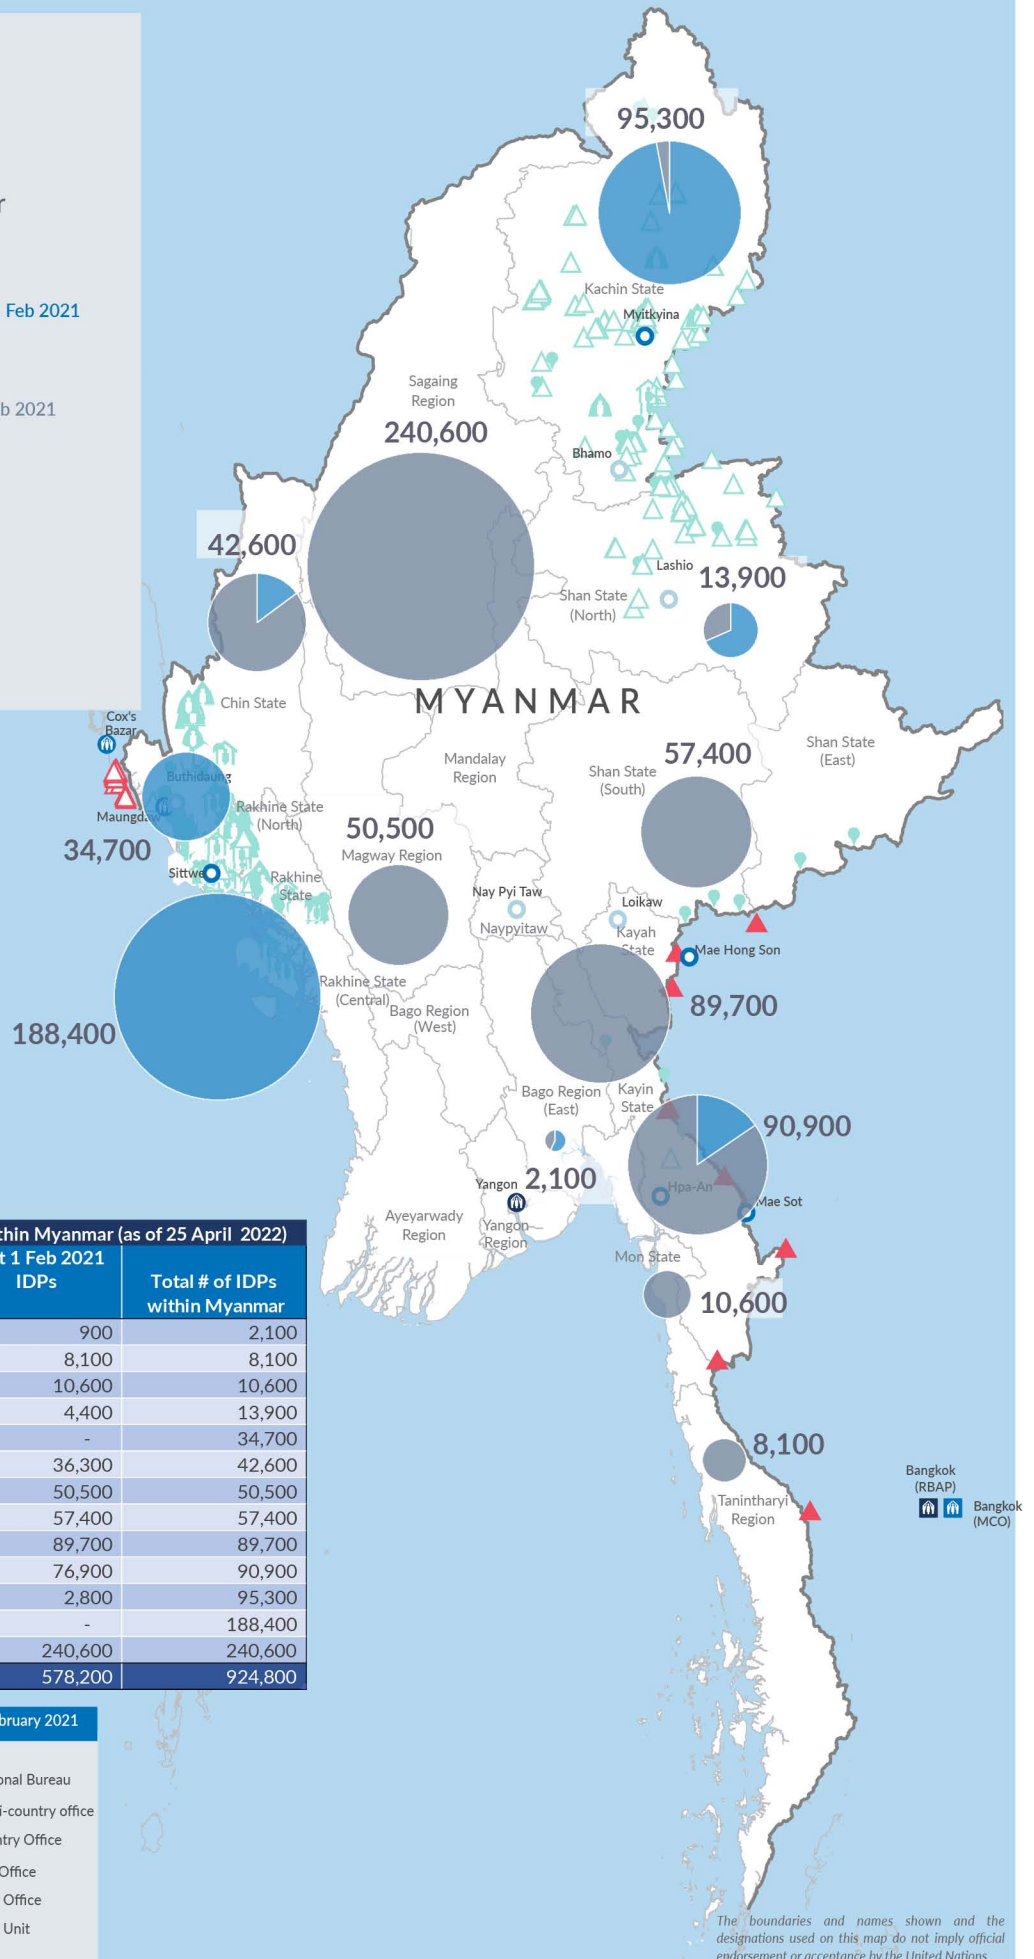 r
Feb 2021
b 2021
95,300
Kachin State
Myitkyina
Sagaing
Region
240,600
Bhamo
42,600
Lashio
13,900
Shan State
(North)
MYANMAR
Chin State
Cox's
Bazar
Mandalay
Region
57,400
Shan State
(South)
Shan State
(East)
Buthidaung
Maungdaw
Rakhine State
(North)
34,700
50,500
Magway Region
Sittwe
Rakhine
State
Nay Pyi Taw
Naypyitaw
Loikaw
Kayah
State
Mae Hong Son
Rakhine State
(Central)
89,700
Bago Region
(West)
188,400
Bago Region
(East)
Kayin
State
90,900
2,100
Yangon
Hpa-An
Mae Sot
Ayeyarwady
Region
Yangon
Region
Mon State
10,600
8,100
Tanintharyi
Region
Bangkok
(RBAP)
Bangkok
(MCO)
thin Myanmar (as of 25 April 2022)
t 1 Feb 2021
IDPs
Total # of IDPs
within Myanmar
900 2,100
8,100 8,100
10,600 10,600
4,400 13,900
- 34,700
36,300 42,600
50,500 50,500
57,400 57,400
89,700 89,700
76,900 90,900
2,800 95,300
- 188,400
240,600 240,600
578,200 924,800
bruary 2021
onal Bureau
i-country office
ntry Office
Office
Office
Unit
The boundaries and names shown and the
designations used on this map do not imply official
endorsement or acceptance by the United Nations